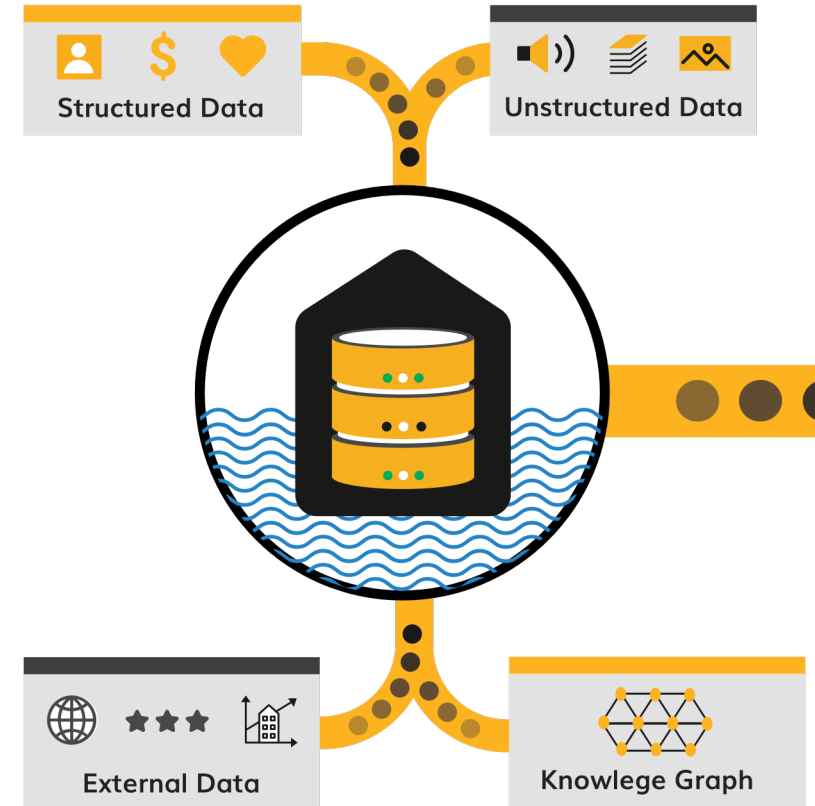 Structured Data
Unstructured Data
External Data
Knowlege Graph